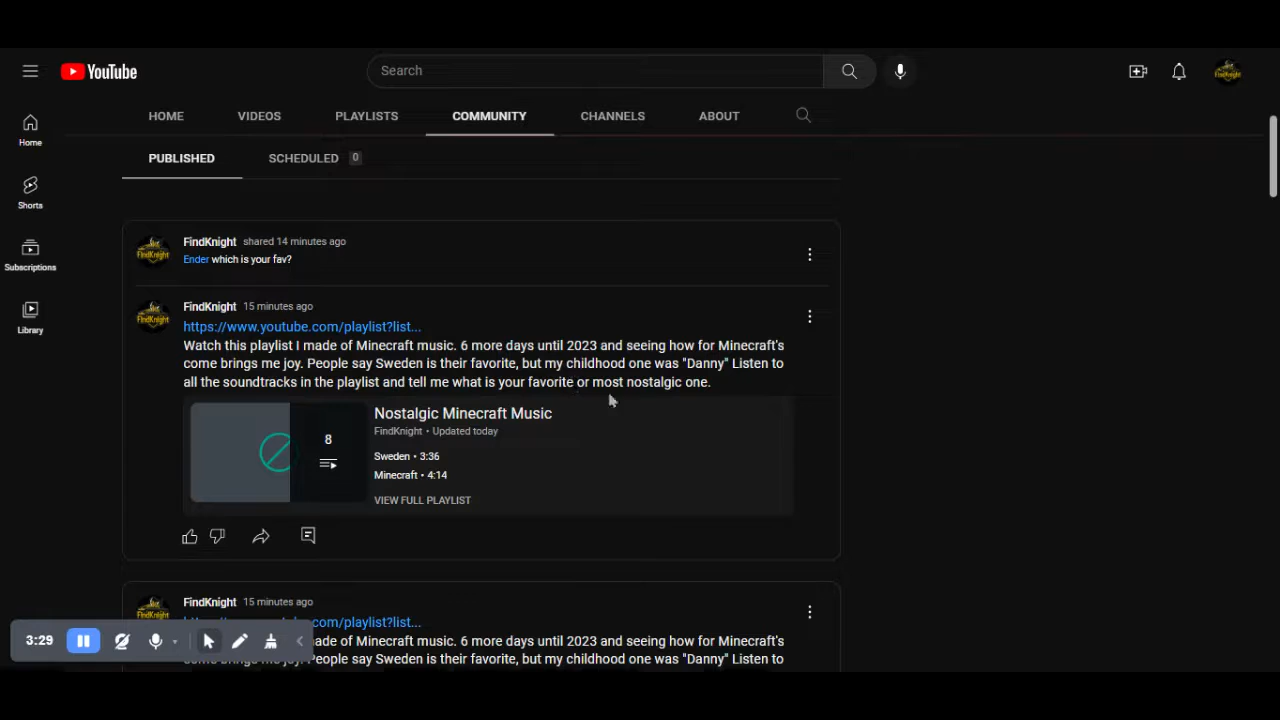 YouTube
Search
FindKnight
HOME
VIDEOS
PLAYLISTS
COMMUNITY
CHANNELS
ABOUT
Home
PUBLISHED
SCHEDULED 0
Shorts
Subscriptions
Library
FindKnight
FindKnight shared 14 minutes ago
Ender which is your fav?
FindKnight
FindKnight 15 minutes ago
https://www.youtube.com/playlist?list...
Watch this playlist I made of Minecraft music. 6 more days until 2023 and seeing how for Minecraft's
come brings me joy. People say Sweden is their favorite, but my childhood one was "Danny" Listen to
all the soundtracks in the playlist and tell me what is your favorite or most nostalgic one.
8
Nostalgic Minecraft Music
FindKnight • Updated today
Sweden • 3:36
Minecraft • 4:14
VIEW FULL PLAYLIST
FindKnight
FindKnight 15 minutes ago
.com/playlist?list...
made of Minecraft music. 6 more days until 2023 and seeing how for Minecraft's
People say Sweden is their favorite, but my childhood one was "Danny" Listen to
3:29